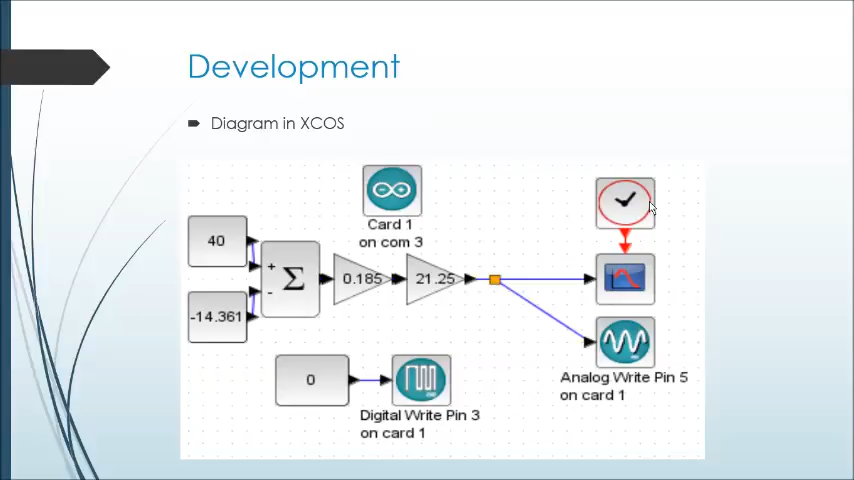 Development
Diagram in XCOS
Card 1
on com 3
40
+
-
Σ
-14.361
0.185
21.25
0
Digital Write Pin 3
on card 1
Analog Write Pin 5
on card 1